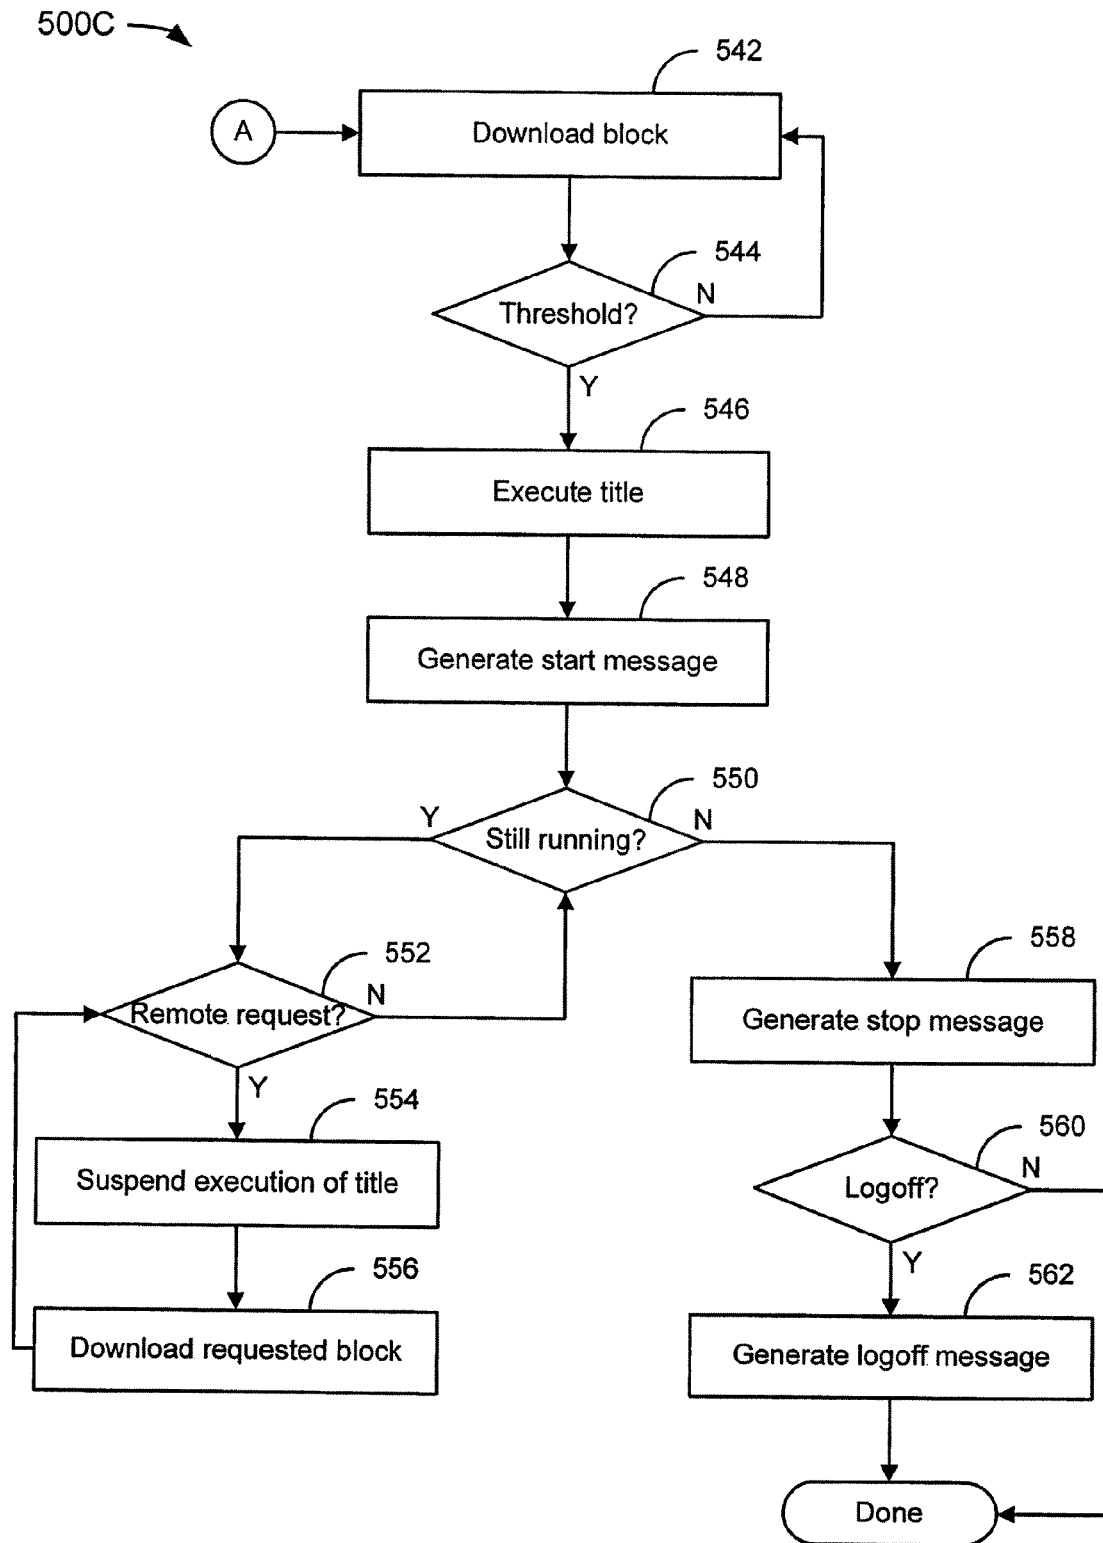 500C
542
A
Download block
544
Threshold?
N
Y
546
Execute title
548
Generate start message
550
Y
Still running?
N
552
Remote request?
N
Y
554
Suspend execution of title
556
Download requested block
558
Generate stop message
560
Logoff?
N
Y
562
Generate logoff message
Done